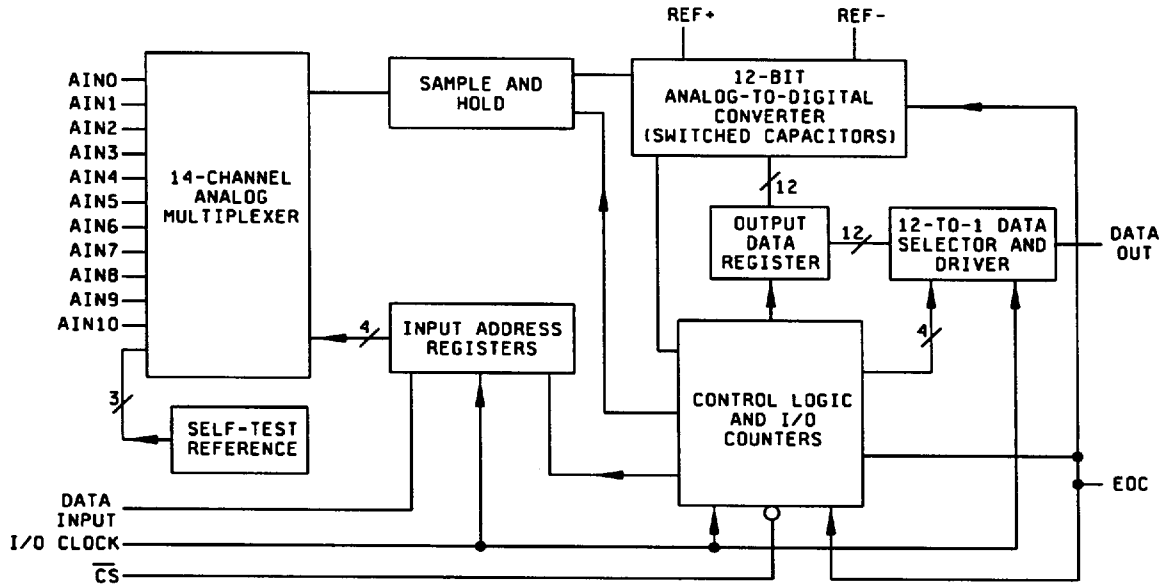 REF+
REF-
AIN0
AIN1
AIN2
AIN3
AIN4
AIN5
AIN6
AIN7
AIN8
AIN9
AIN10
14-CHANNEL
ANALOG
MULTIPLEXER
SAMPLE AND
HOLD
12-BIT
ANALOG-TO-DIGITAL
CONVERTER
(SWITCHED CAPACITORS)
12
OUTPUT
DATA
REGISTER
12
12-TO-1 DATA
SELECTOR AND
DRIVER
DATA
OUT
4
INPUT ADDRESS
REGISTERS
4
CONTROL LOGIC
AND I/O
COUNTERS
3
SELF-TEST
REFERENCE
EOC
DATA
INPUT
I/O CLOCK
C̅S̅